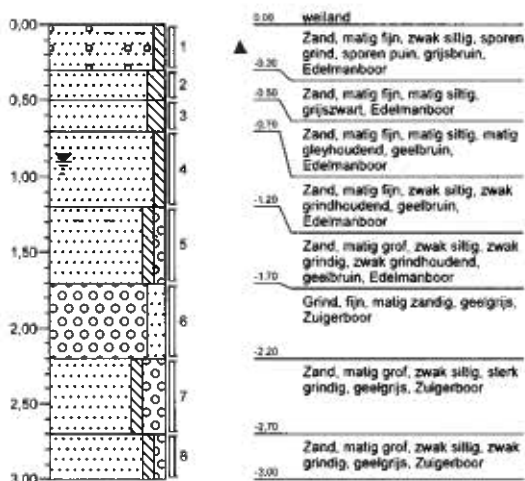 0,00
0,50
1,00
1,50
2,00
2,50
3,00
1
2
3
4
5
6
7
8
0.00 weiland
Zand, matig fijn, zwak siltig, sporen
grind, sporen puin, grijsbruin,
Edelmanboor
-0.30
Zand, matig fijn, matig siltig,
grijszwart, Edelmanboor
-0.50
Zand, matig fijn, matig siltig, matig
gleyhoudend, geelbruin,
Edelmanboor
-0.70
Zand, matig fijn, zwak siltig, zwak
grindhoudend, geelbruin,
Edelmanboor
-1.20
Zand, matig grof, zwak siltig, zwak
grindig, zwak grindhoudend,
geelbruin, Edelmanboor
-1.70
Grind, fijn, matig zandig, geelgrijs,
Zuigerboor
-2.20
Zand, matig grof, zwak siltig, sterk
grindig, geelgrijs, Zuigerboor
-2.70
Zand, matig grof, zwak siltig, zwak
grindig, geelgrijs, Zuigerboor
-3.00